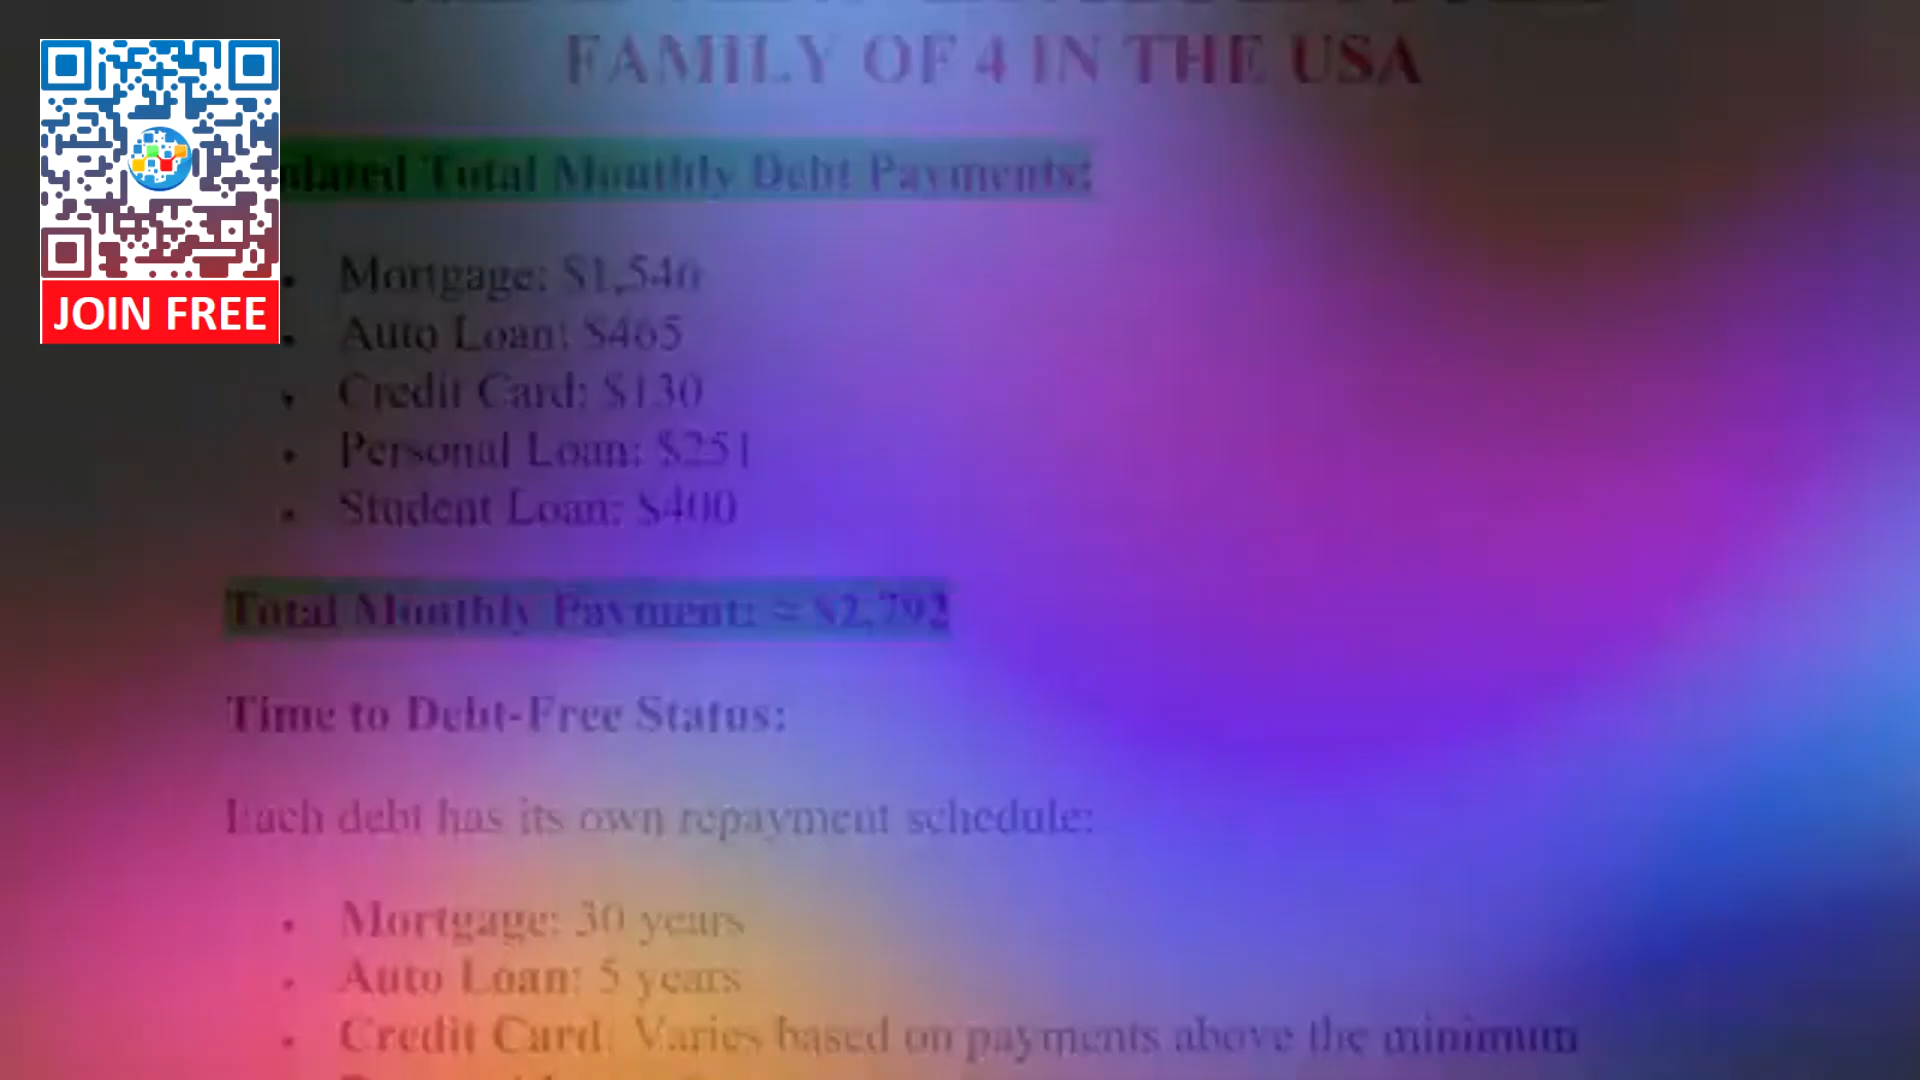 FAMILY OF 4 IN THE USA
Total Monthly Debt Payments:
• Mortgage: $1,546
• Auto Loan: $465
• Credit Card: $130
• Personal Loan: $251
• Student Loan: $400
Total Monthly Payment: ≈ $2,792
Time to Debt-Free Status:
Each debt has its own repayment schedule:
• Mortgage: 30 years
• Auto Loan: 5 years
• Credit Card: Varies based on payments above the minimum
JOIN FREE